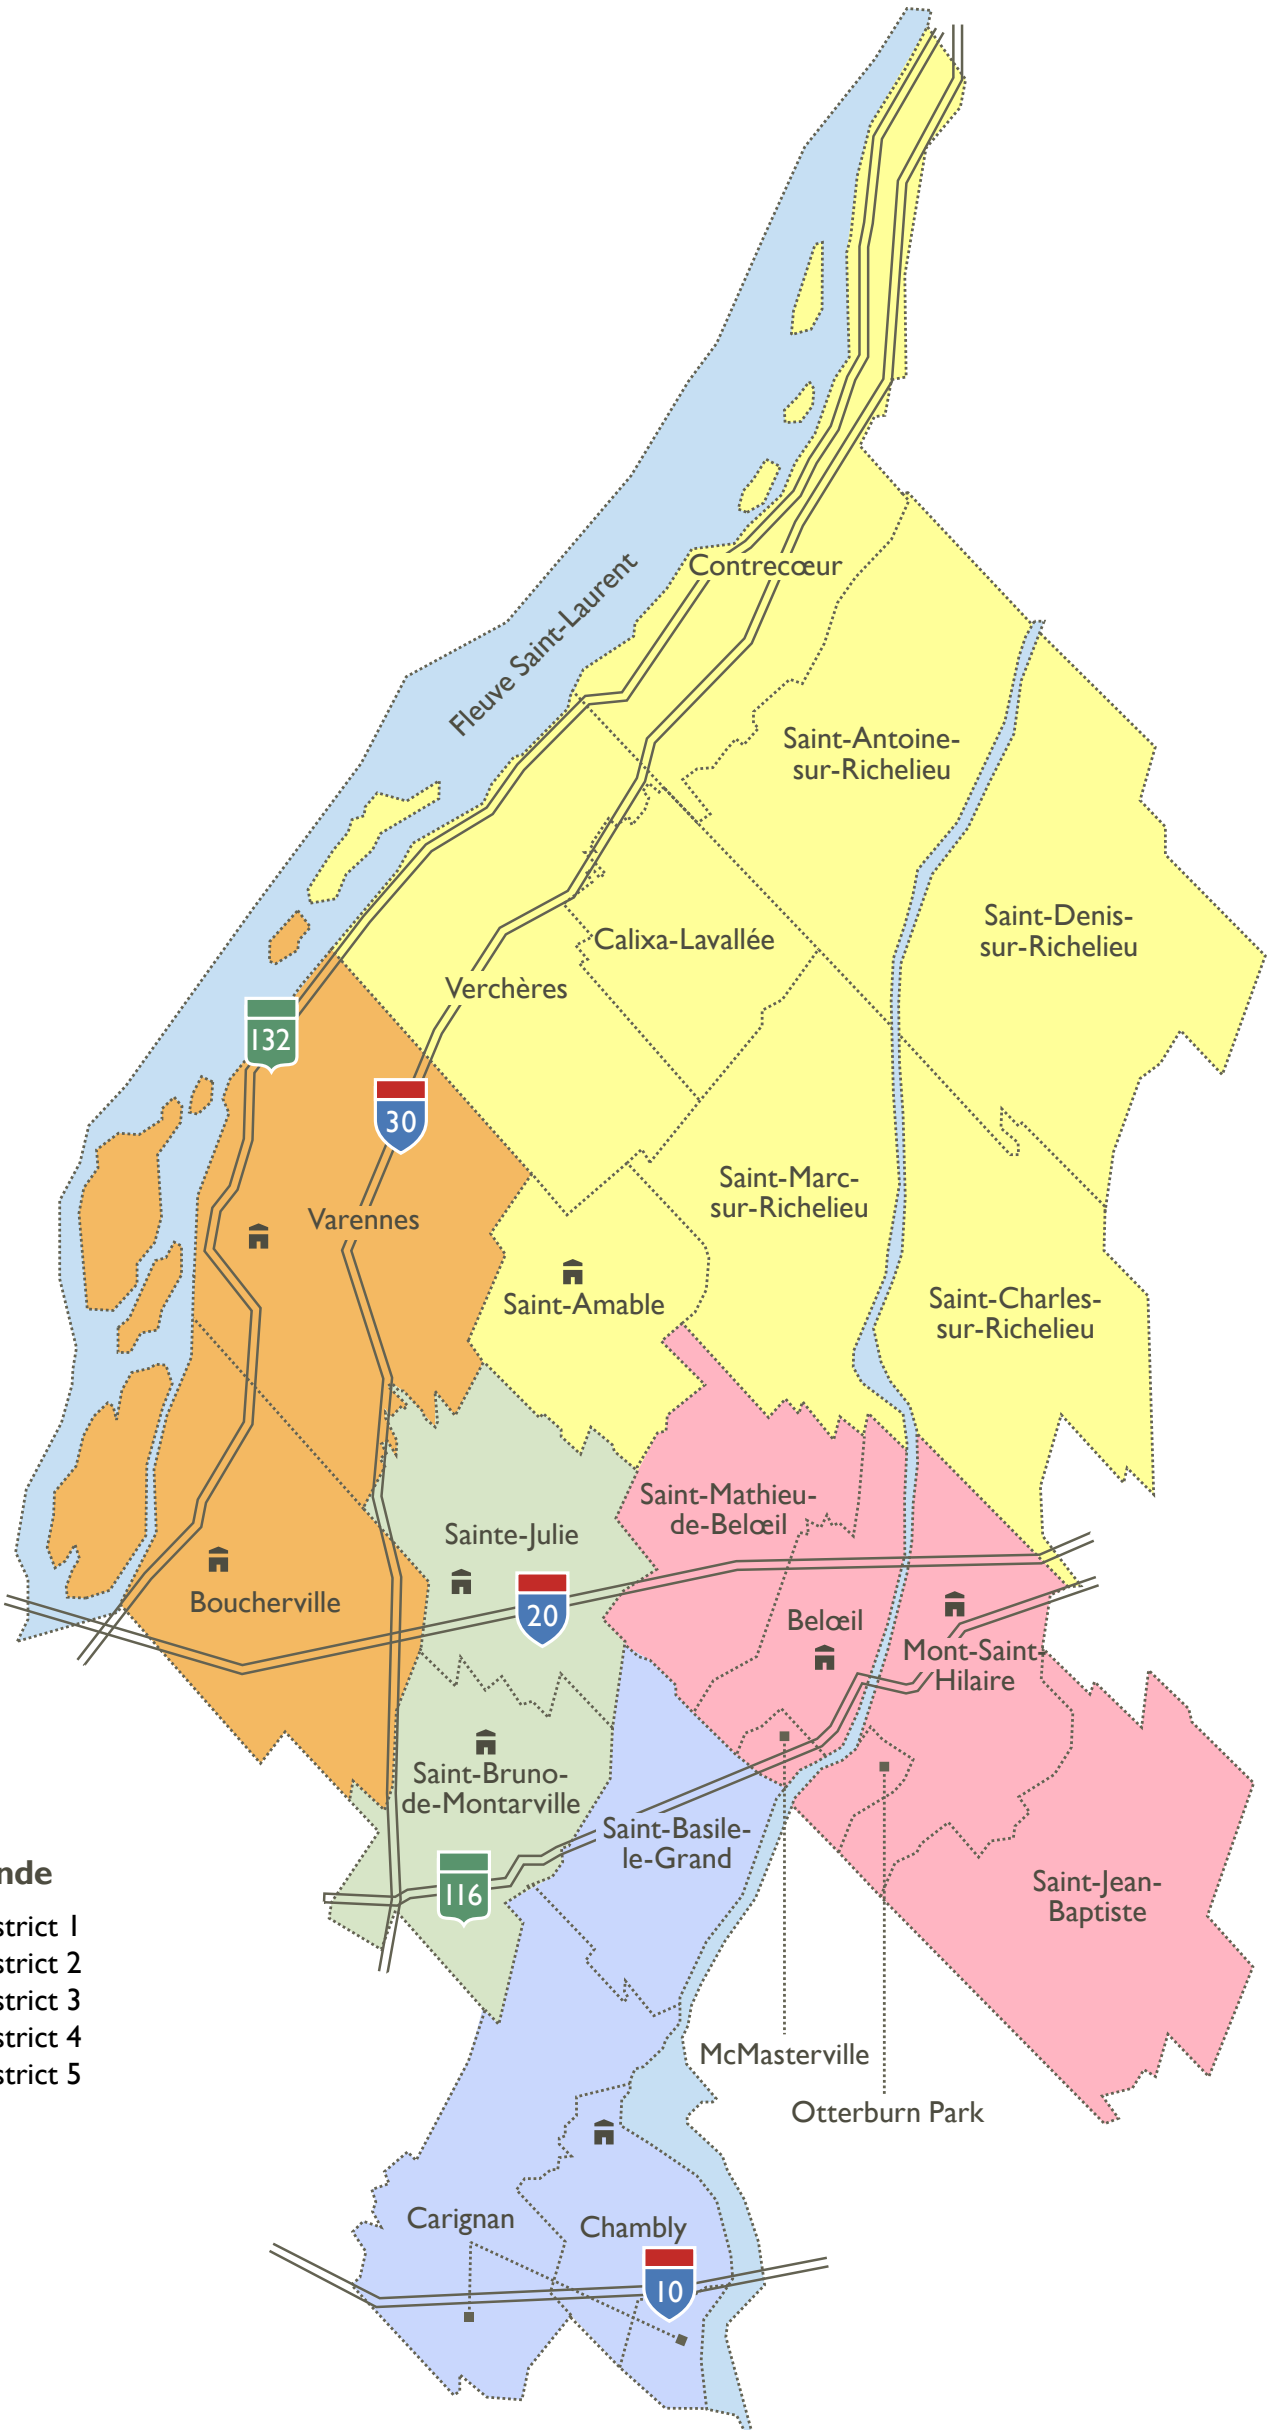 Contrecœur
Fleuve Saint-Laurent
Saint-Antoine-
sur-Richelieu
Saint-Denis-
sur-Richelieu
Calixa-Lavallée
Verchères
132
30
Saint-Marc-
sur-Richelieu
Varennes
Saint-Amable
Saint-Charles-
sur-Richelieu
Saint-Mathieu-
de-Belœil
Sainte-Julie
Boucherville
20
Belœil
Mont-Saint-
Hilaire
Saint-Bruno-
de-Montarville
Saint-Basile-
le-Grand
116
Saint-Jean-
Baptiste
nde
strict 1
strict 2
strict 3
strict 4
strict 5
McMasterville
Otterburn Park
Carignan
Chambly
10